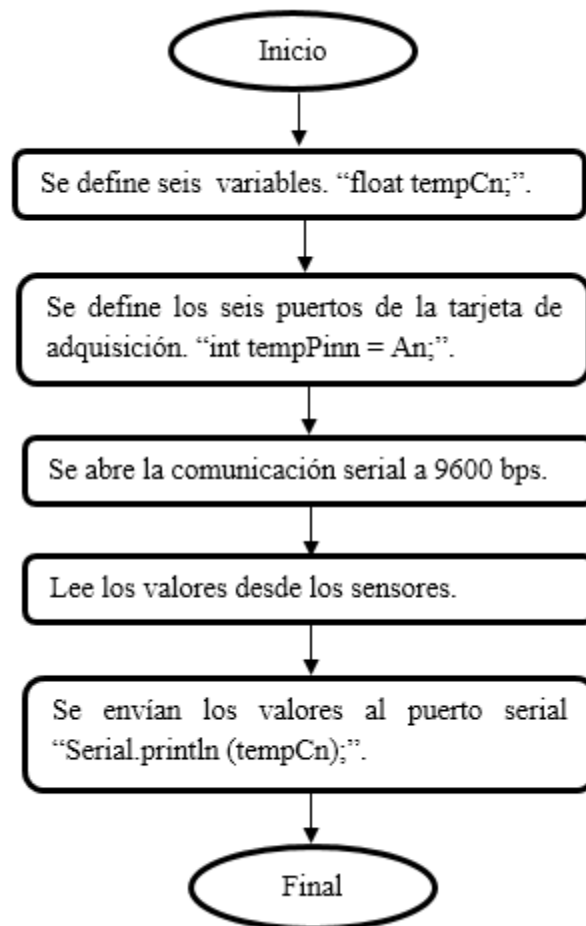 Inicio
Se define seis variables. “float tempCn;”.
Se define los seis puertos de la tarjeta de
adquisición. “int tempPinn = An;”.
Se abre la comunicación serial a 9600 bps.
Lee los valores desde los sensores.
Se envían los valores al puerto serial
“Serial.println (tempCn);”.
Final